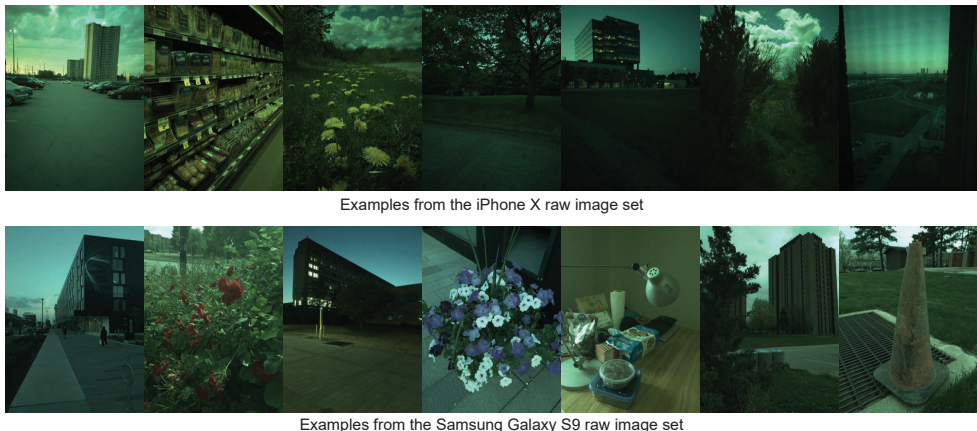 Examples from the iPhone X raw image set
Examples from the Samsung Galaxy S9 raw image set